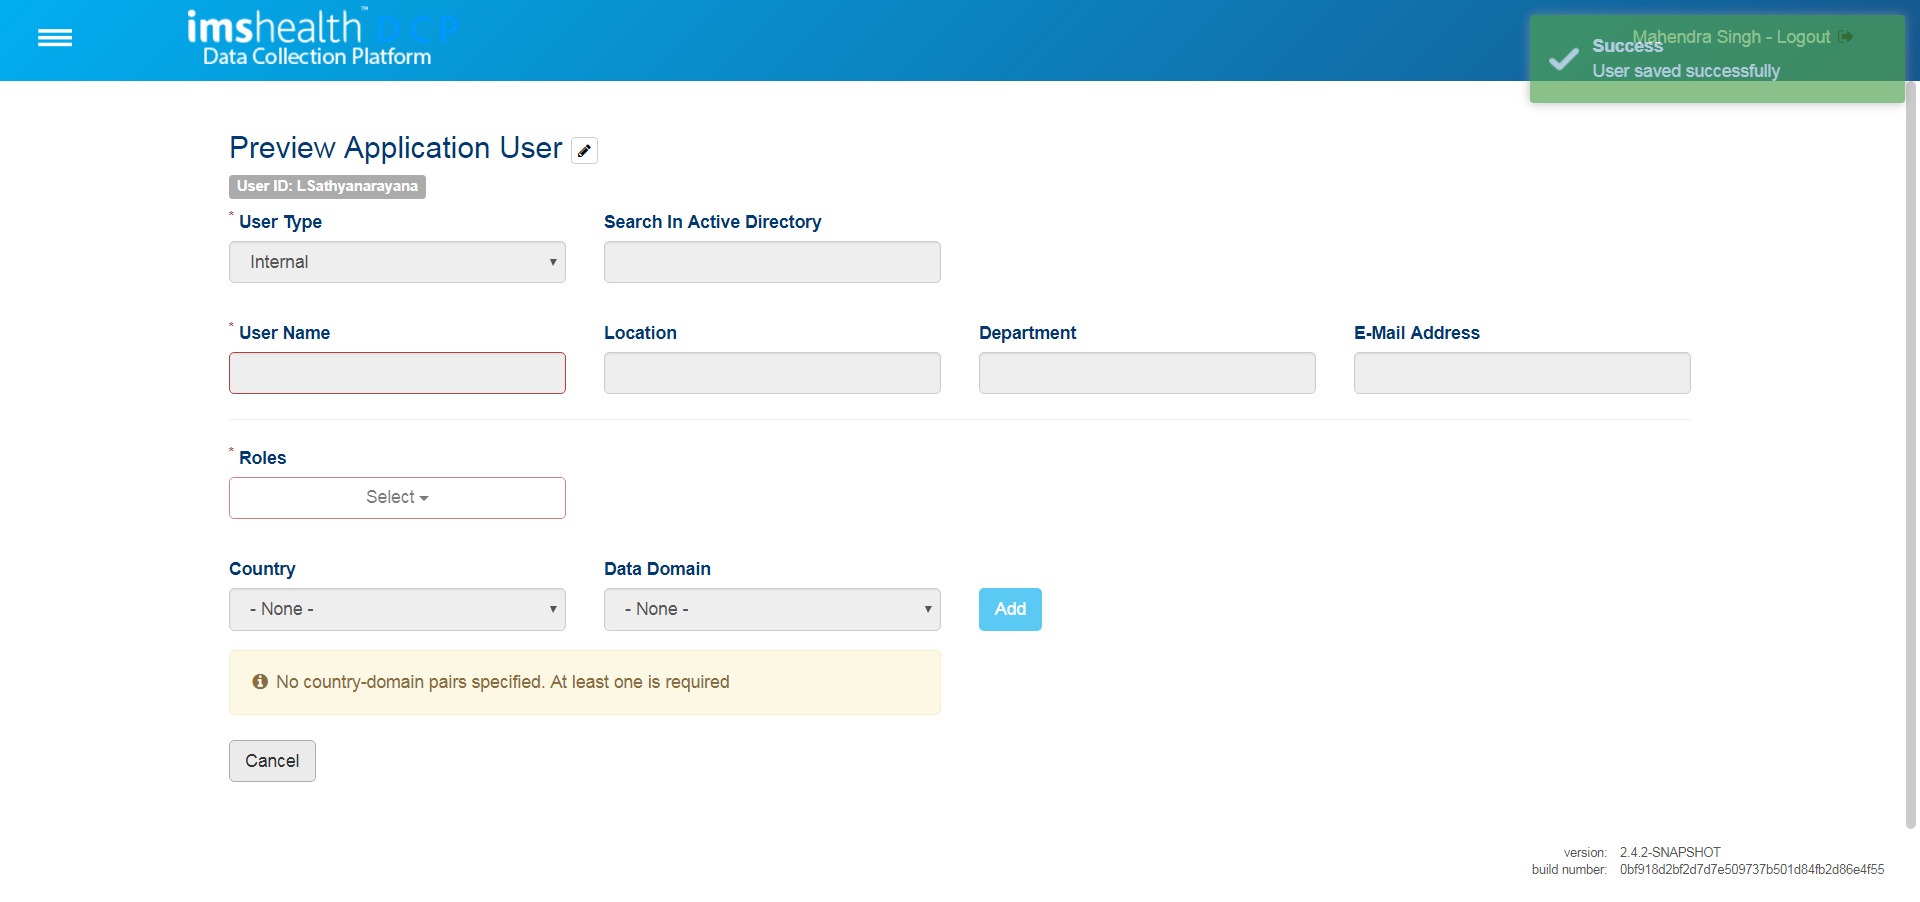 imshealth™ DCP
Data Collection Platform
Mahendra Singh - Logout
Success
User saved successfully
Preview Application User
User ID: LSathyanarayana
* User Type
Search In Active Directory
Internal
* User Name
Location
Department
E-Mail Address
* Roles
Select
Country
Data Domain
- None -
- None -
Add
No country-domain pairs specified. At least one is required
Cancel
version: 2.4.2-SNAPSHOT
build number: 0bf918d2bf2d7d7e509737b501d84fb2d86e4f55